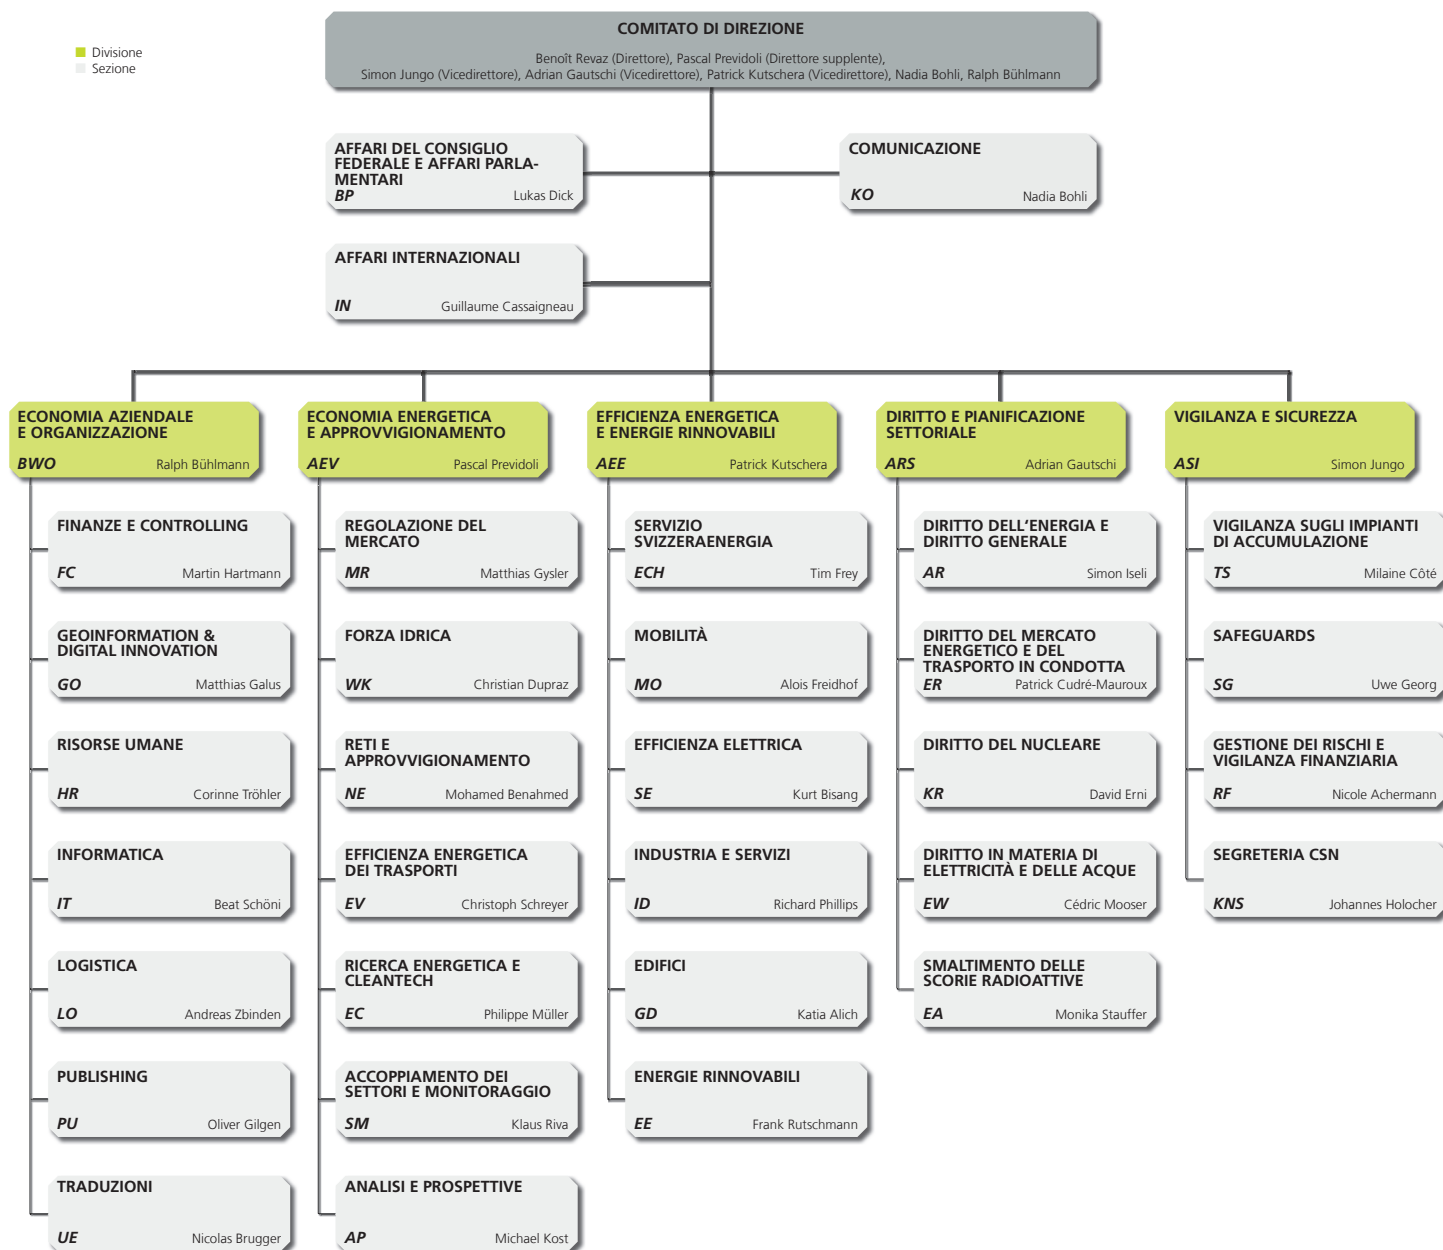 COMITATO DI DIREZIONE
Benoît Revaz (Direttore), Pascal Previdoli (Direttore supplente),
Simon Jungo (Vicedirettore), Adrian Gautschi (Vicedirettore), Patrick Kutschera (Vicedirettore), Nadia Bohli, Ralph Bühlmann
Divisione
Sezione
AFFARI DEL CONSIGLIO
FEDERALE E AFFARI PARLA-
MENTARI
BP Lukas Dick
COMUNICAZIONE
KO Nadia Bohli
AFFARI INTERNAZIONALI
IN Guillaume Cassaigneau
ECONOMIA AZIENDALE
E ORGANIZZAZIONE
BWO Ralph Bühlmann
FINANZE E CONTROLLING
FC Martin Hartmann
GEOINFORMATION &
DIGITAL INNOVATION
GO Matthias Galus
RISORSE UMANE
HR Corinne Tröhler
INFORMATICA
IT Beat Schöni
LOGISTICA
LO Andreas Zbinden
PUBLISHING
PU Oliver Gilgen
TRADUZIONI
UE Nicolas Brugger
ECONOMIA ENERGETICA
E APPROVVIGIONAMENTO
AEV Pascal Previdoli
REGOLAZIONE DEL
MERCATO
MR Matthias Gysler
FORZA IDRICA
WK Christian Dupraz
RETI E
APPROVVIGIONAMENTO
NE Mohamed Benahmed
EFFICIENZA ENERGETICA
DEI TRASPORTI
EV Christoph Schreyer
RICERCA ENERGETICA E
CLEANTECH
EC Philippe Müller
ACCOPPIAMENTO DEI
SETTORI E MONITORAGGIO
SM Klaus Riva
ANALISI E PROSPETTIVE
AP Michael Kost
EFFICIENZA ENERGETICA
E ENERGIE RINNOVABILI
AEE Patrick Kutschera
SERVIZIO
SVIZZERAENERGIA
ECH Tim Frey
MOBILITÀ
MO Alois Freidhof
EFFICIENZA ELETTRICA
SE Kurt Bisang
INDUSTRIA E SERVIZI
ID Richard Phillips
EDIFICI
GD Katia Alich
ENERGIE RINNOVABILI
EE Frank Rutschmann
DIRITTO E PIANIFICAZIONE
SETTORIALE
ARS Adrian Gautschi
DIRITTO DELL'ENERGIA E
DIRITTO GENERALE
AR Simon Iseli
DIRITTO DEL MERCATO
ENERGETICO E DEL
TRASPORTO IN CONDOTTA
ER Patrick Cudré-Mauroux
DIRITTO DEL NUCLEARE
KR David Erni
DIRITTO IN MATERIA DI
ELETTRICITÀ E DELLE ACQUE
EW Cédric Mooser
SMALTIMENTO DELLE
SCORIE RADIOATTIVE
EA Monika Stauffer
VIGILANZA E SICUREZZA
ASI Simon Jungo
VIGILANZA SUGLI IMPIANTI
DI ACCUMULAZIONE
TS Milaine Côté
SAFEGUARDS
SG Uwe Georg
GESTIONE DEI RISCHI E
VIGILANZA FINANZIARIA
RF Nicole Achermann
SEGRETERIA CSN
KNS Johannes Holocher